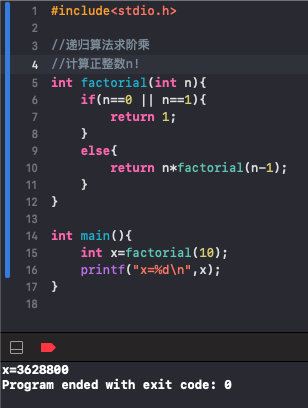 1 #include<stdio.h>
2
3 //递归算法求阶乘
4 //计算正整数n!
5 int factorial(int n){
6     if(n==0 || n==1){
7         return 1;
8     }
9     else{
10         return n*factorial(n-1);
11     }
12 }
13
14 int main(){
15     int x=factorial(10);
16     printf("x=%d\n",x);
17 }
18
x=3628800
Program ended with exit code: 0